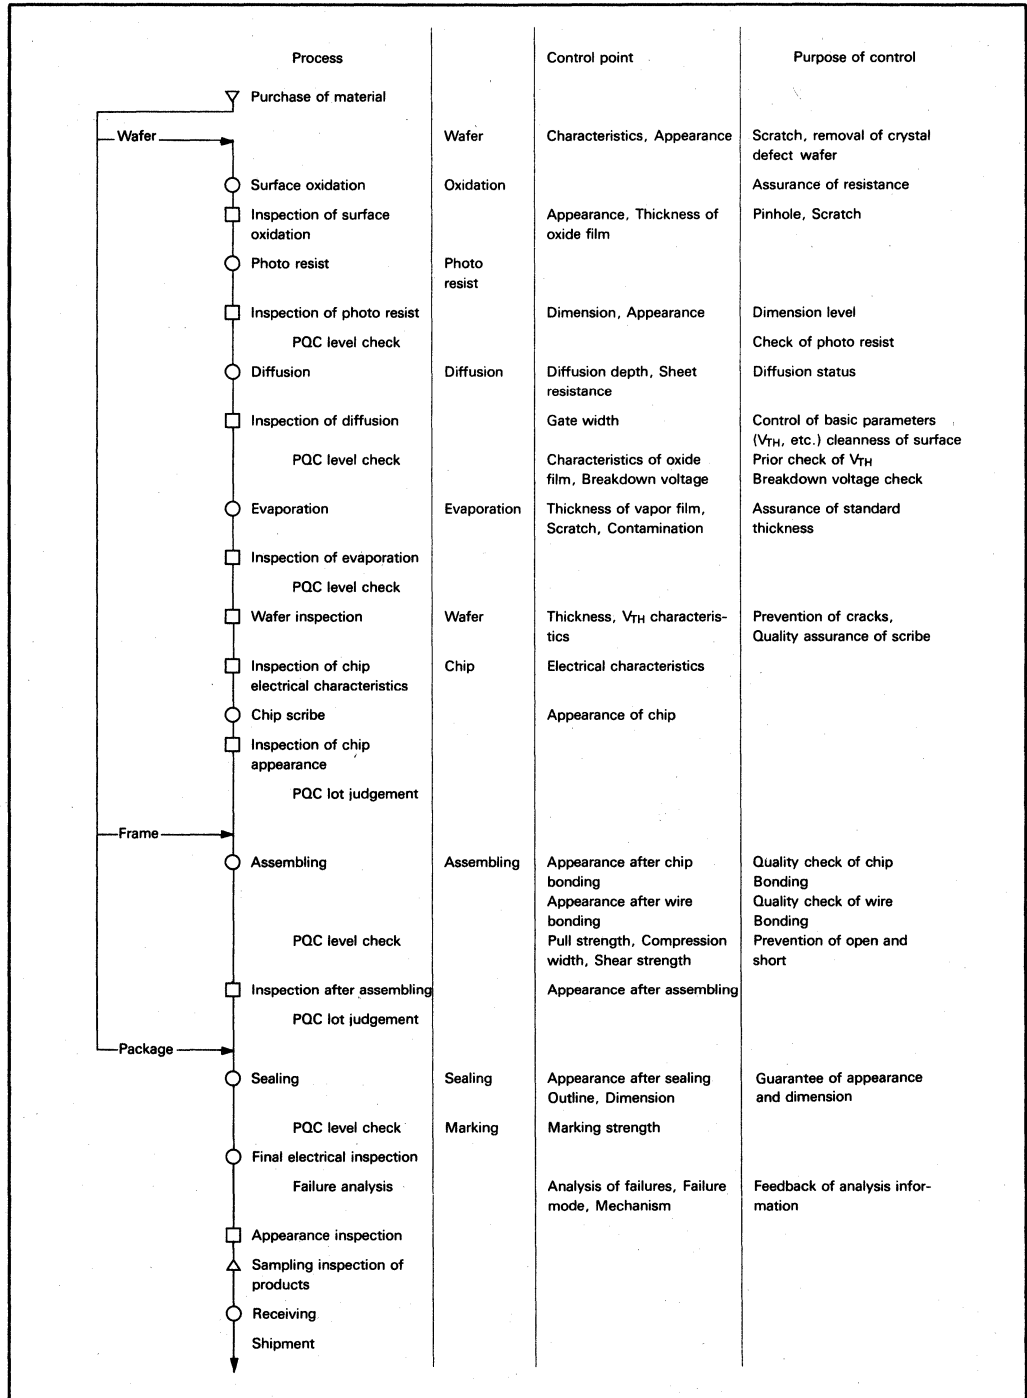 Process Control point Purpose of control
Purchase of material
Wafer Wafer Characteristics, Appearance Scratch, removal of crystal
defect wafer
Surface oxidation Oxidation Assurance of resistance
Inspection of surface Appearance, Thickness of Pinhole, Scratch
oxidation oxide film
Photo resist Photo
resist
Inspection of photo resist Dimension, Appearance Dimension level
PQC level check Check of photo resist
Diffusion Diffusion Diffusion depth, Sheet Diffusion status
resistance
Inspection of diffusion Gate width Control of basic parameters
(VTH, etc.) cleanness of surface
PQC level check Characteristics of oxide Prior check of VTH
film, Breakdown voltage Breakdown voltage check
Evaporation Evaporation Thickness of vapor film, Assurance of standard
Scratch, Contamination thickness
Inspection of evaporation
PQC level check
Wafer inspection Wafer Thickness, VTH characteris- Prevention of cracks,
tics Quality assurance of scribe
Inspection of chip Chip Electrical characteristics
electrical characteristics
Chip scribe Appearance of chip
Inspection of chip
appearance
PQC lot judgement
Frame
Assembling Assembling Appearance after chip Quality check of chip
bonding Bonding
Appearance after wire Quality check of wire
bonding Bonding
PQC level check Pull strength, Compression Prevention of open and
width, Shear strength short
Inspection after assembling Appearance after assembling
PQC lot judgement
Package
Sealing Sealing Appearance after sealing Guarantee of appearance
Outline, Dimension and dimension
PQC level check Marking Marking strength
Final electrical inspection
Failure analysis Analysis of failures, Failure Feedback of analysis infor-
mode, Mechanism mation
Appearance inspection
Sampling inspection of
products
Receiving
Shipment